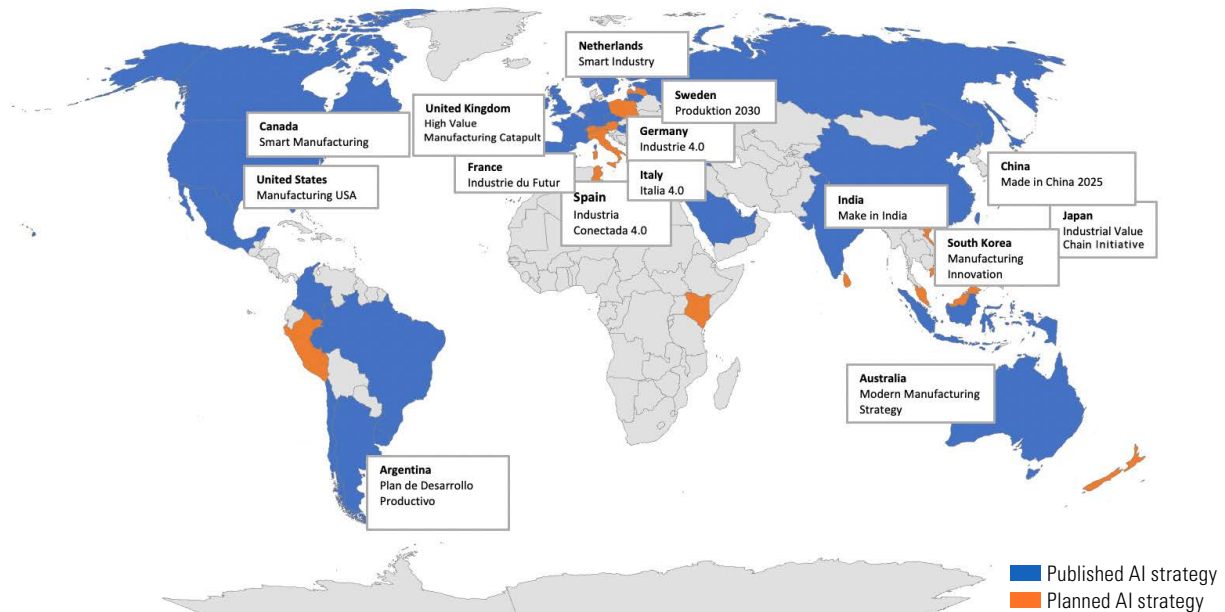 Netherlands
Smart Industry
Sweden
Produktion 2030
United Kingdom
High Value
Manufacturing Catapult
Canada
Smart Manufacturing
Germany
Industrie 4.0
France
Industrie du Futur
Italy
Italia 4.0
United States
Manufacturing USA
Spain
Industria
Conectada 4.0
China
Made in China 2025
India
Make in India
Japan
Industrial Value
Chain Initiative
South Korea
Manufacturing
Innovation
Australia
Modern Manufacturing
Strategy
Argentina
Plan de Desarrollo
Productivo
Published AI strategy
Planned AI strategy